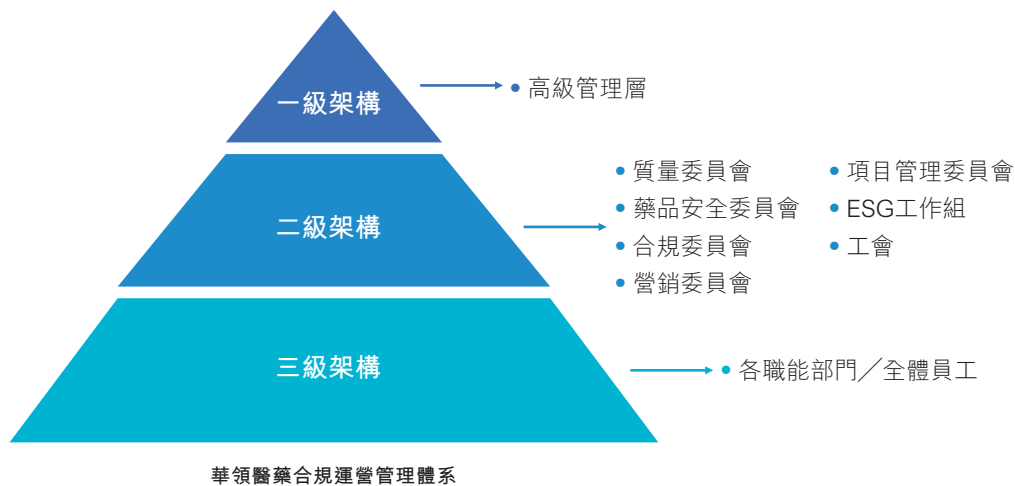 一級架構
• 高級管理層
二級架構
• 質量委員會
• 藥品安全委員會
• 合規委員會
• 營銷委員會
• 項目管理委員會
• ESG工作組
• 工會
三級架構
• 各職能部門╱全體員工
華領醫藥合規運營管理體系